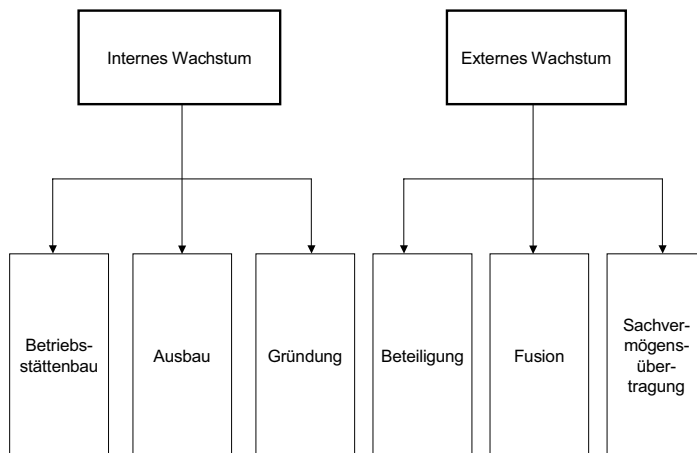 Internes Wachstum
Externes Wachstum
Betriebs-
stättenbau
Ausbau
Gründung
Beteiligung
Fusion
Sachver-
mögens-
über-
tragung